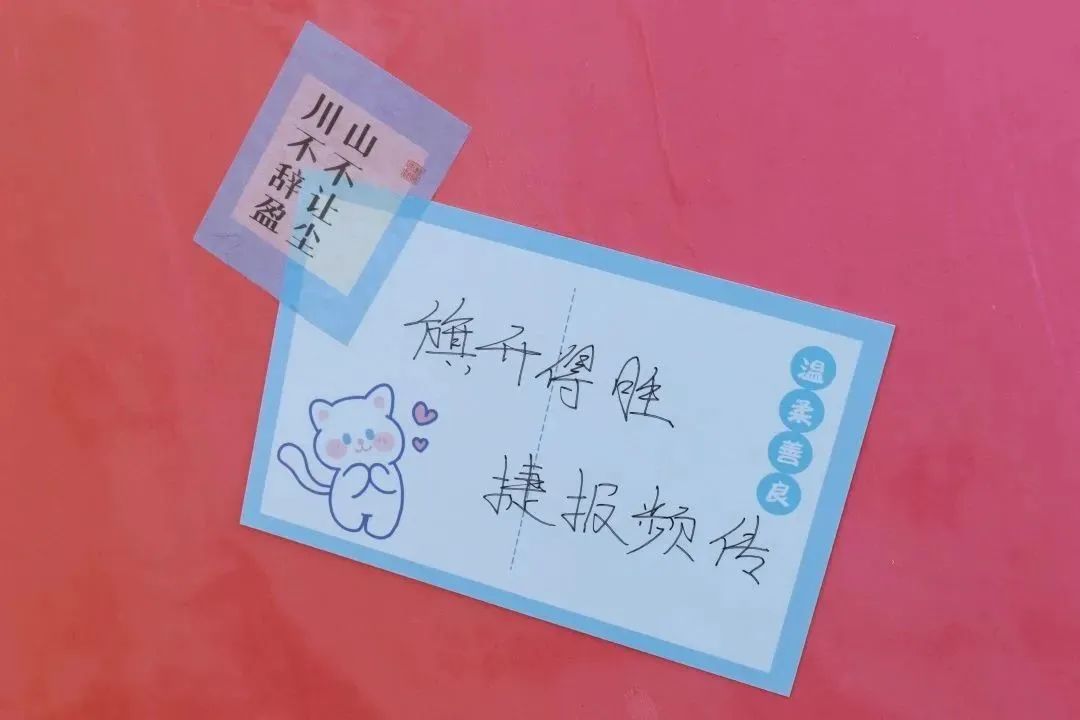 山不让尘
川不辞盈
旗开得胜
捷报频传
温柔善良